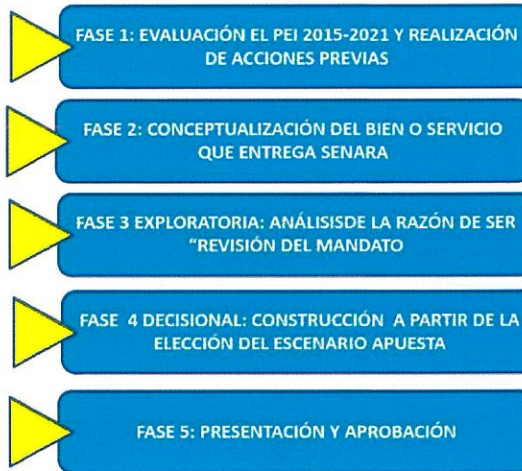 FASE 1: EVALUACIÓN EL PEI 2015-2021 Y REALIZACIÓN
DE ACCIONES PREVIAS
FASE 2: CONCEPTUALIZACIÓN DEL BIEN O SERVICIO
QUE ENTREGA SENARA
FASE 3 EXPLORATORIA: ANÁLISISDE LA RAZÓN DE SER
"REVISIÓN DEL MANDATO
FASE 4 DECISIONAL: CONSTRUCCIÓN A PARTIR DE LA
ELECCIÓN DEL ESCENARIO APUESTA
FASE 5: PRESENTACIÓN Y APROBACIÓN